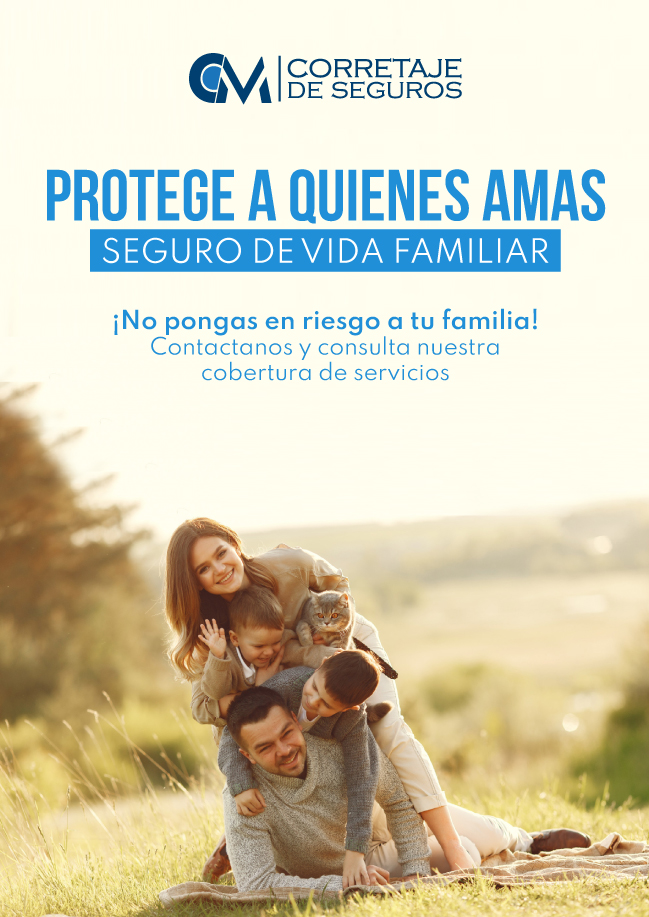 CM CORRETAJE
DE SEGUROS
PROTEGE A QUIENES AMAS
SEGURO DE VIDA FAMILIAR
¡No pongas en riesgo a tu familia!
Contactanos y consulta nuestra
cobertura de servicios